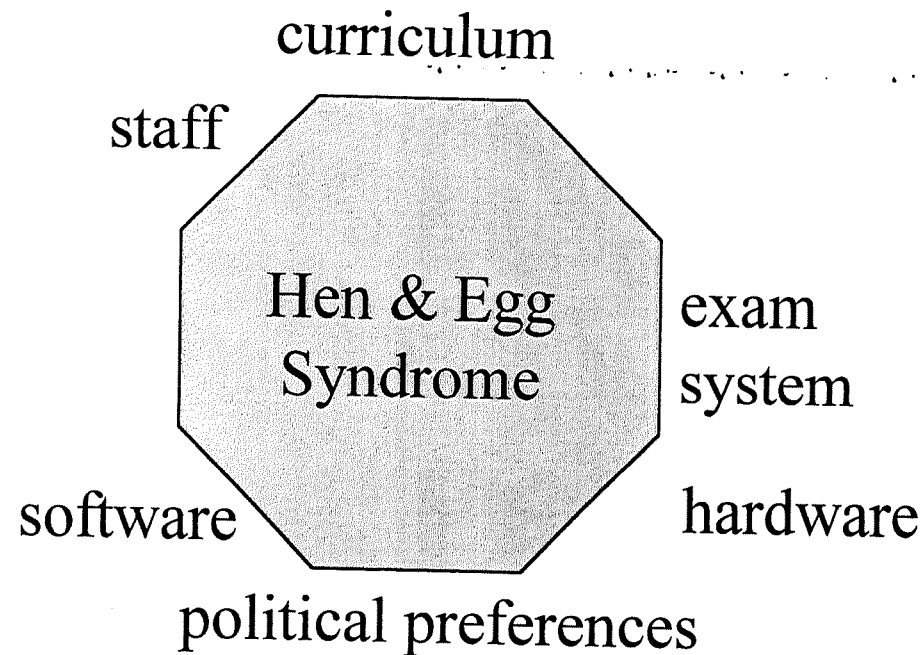 curriculum
staff
Hen & Egg
Syndrome
exam
system
software
hardware
political preferences